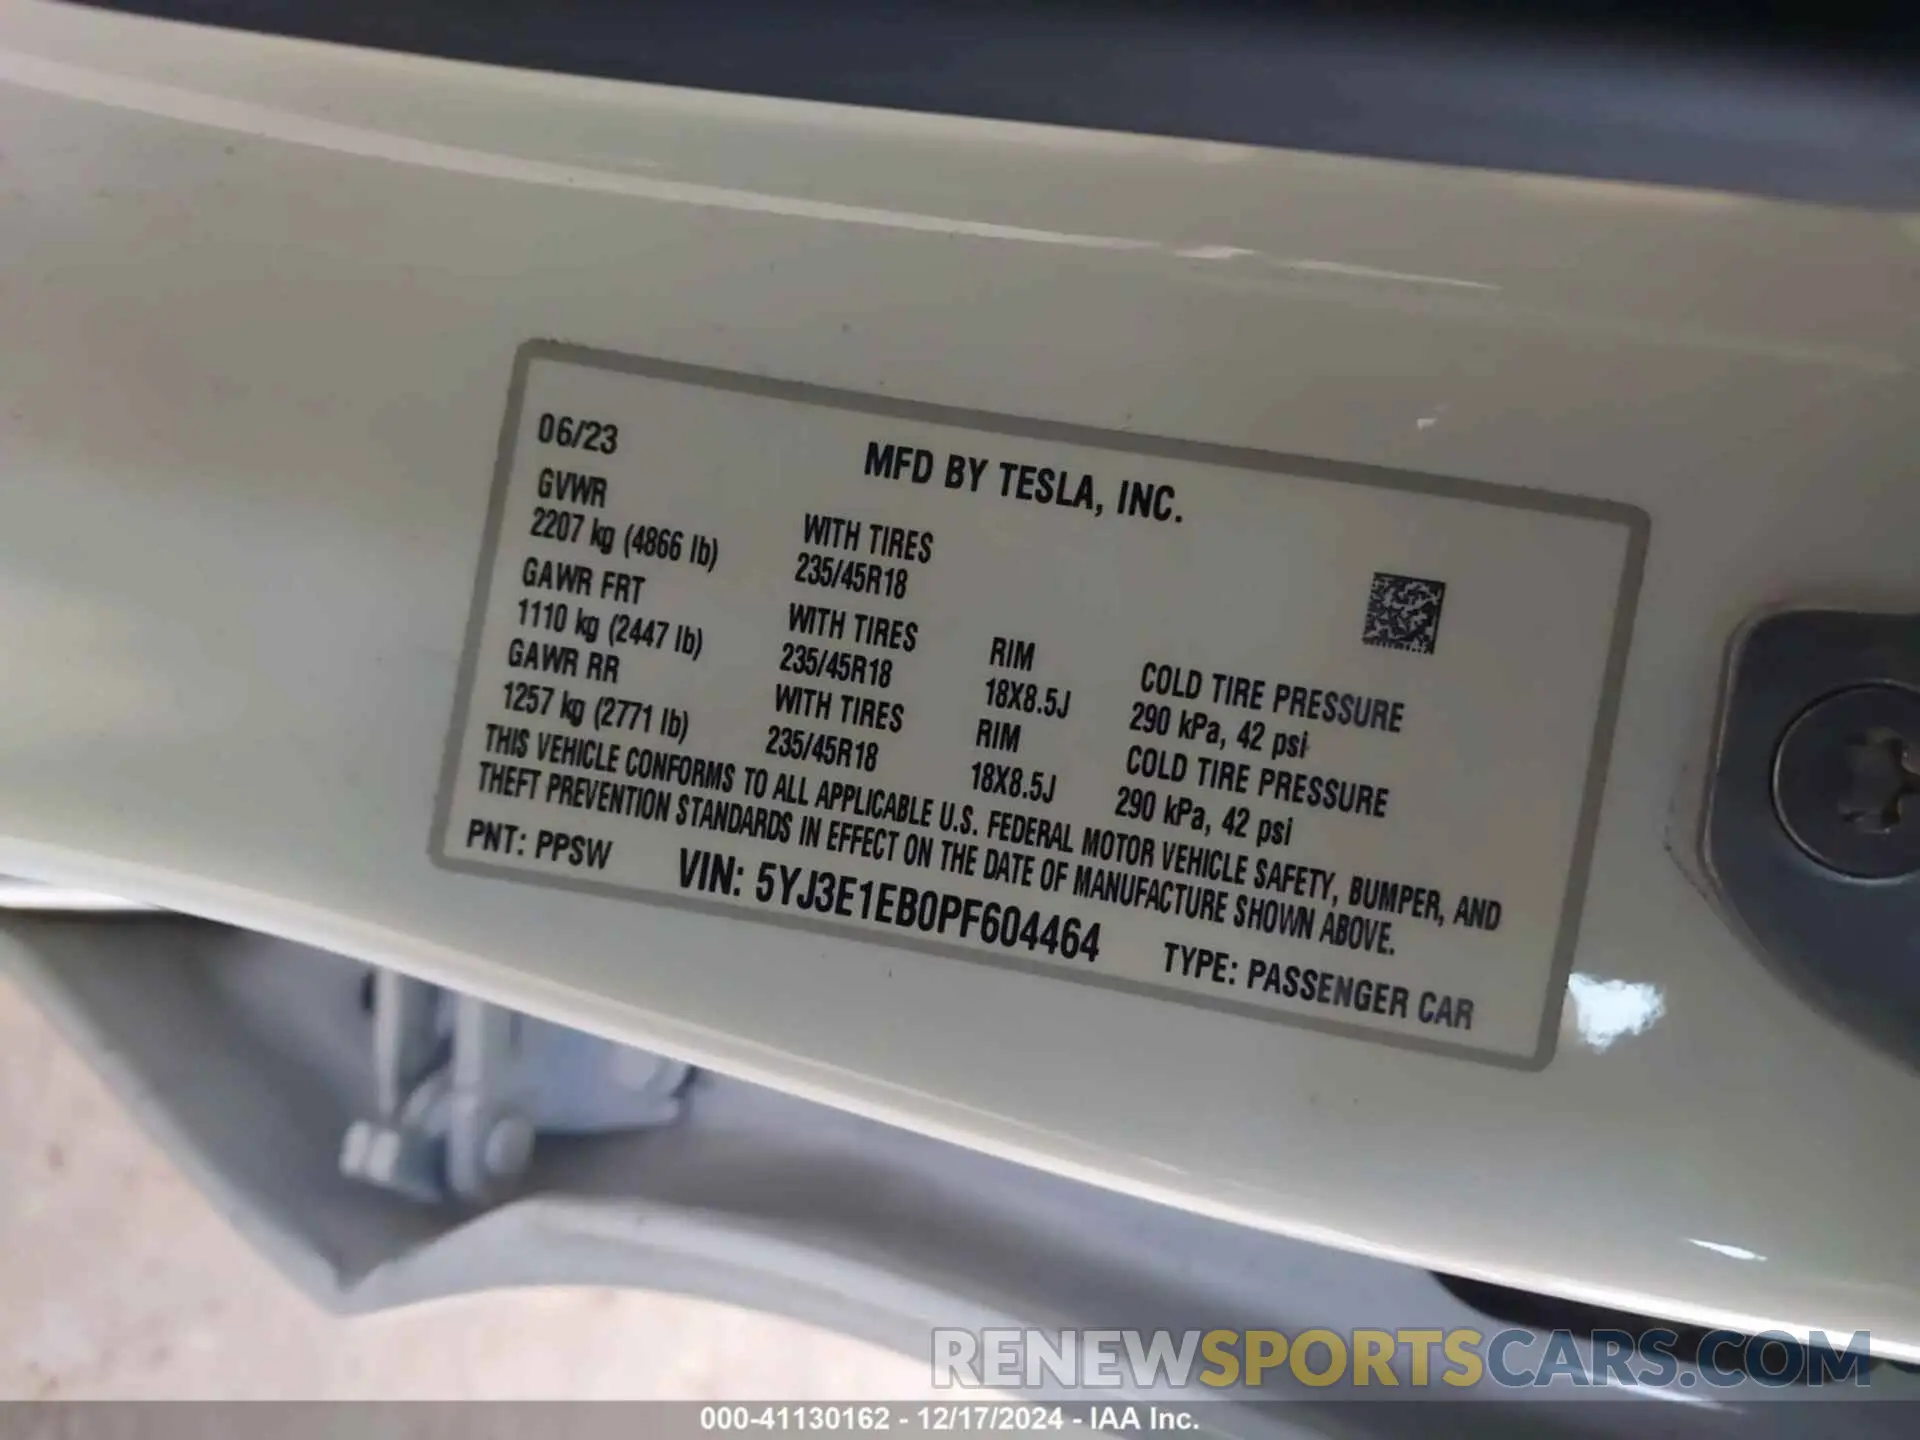 06/23
MFD BY TESLA, INC.
GVWR
2207 kg (4866 lb)
WITH TIRES
235/45R18
GAWR FRT
1110 kg (2447 lb)
WITH TIRES
235/45R18
RIM
18X8.5J
COLD TIRE PRESSURE
290 kPa, 42 psi
GAWR RR
1257 kg (2771 lb)
WITH TIRES
235/45R18
RIM
18X8.5J
COLD TIRE PRESSURE
290 kPa, 42 psi
THIS VEHICLE CONFORMS TO ALL APPLICABLE U.S. FEDERAL MOTOR VEHICLE SAFETY, BUMPER, AND
THEFT PREVENTION STANDARDS IN EFFECT ON THE DATE OF MANUFACTURE SHOWN ABOVE.
PNT: PPSW VIN: 5YJ3E1EB0PF604464 TYPE: PASSENGER CAR
RENEWSPORTSCARS.COM
000-41130162 - 12/17/2024 - IAA Inc.